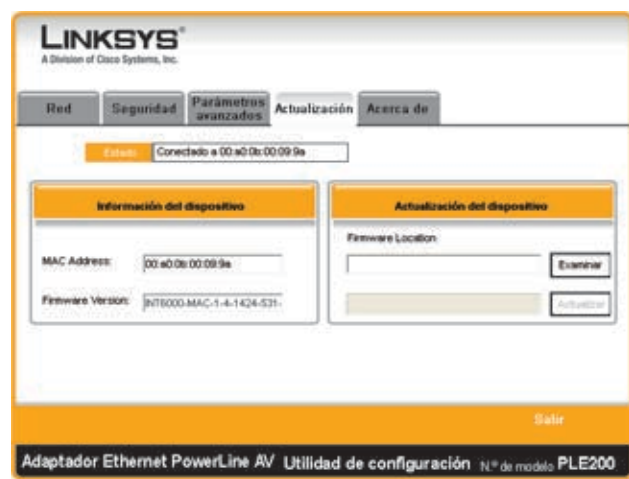 LINKSYS®
A Division of Cisco Systems, Inc.
Red
Seguridad
Parámetros avanzados
Actualización
Acerca de
Estado
Conectado a 00:a0:0b:00:09:9a
Información del dispositivo
MAC Address:
00:a0:0b:00:09:9a
Firmware Version:
INT6000-MAC-1-4-1424-531-
Actualización del dispositivo
Firmware Location
Examinar
Actualizar
Salir
Adaptador Ethernet PowerLine AV Utilidad de configuración N.º de modelo PLE200